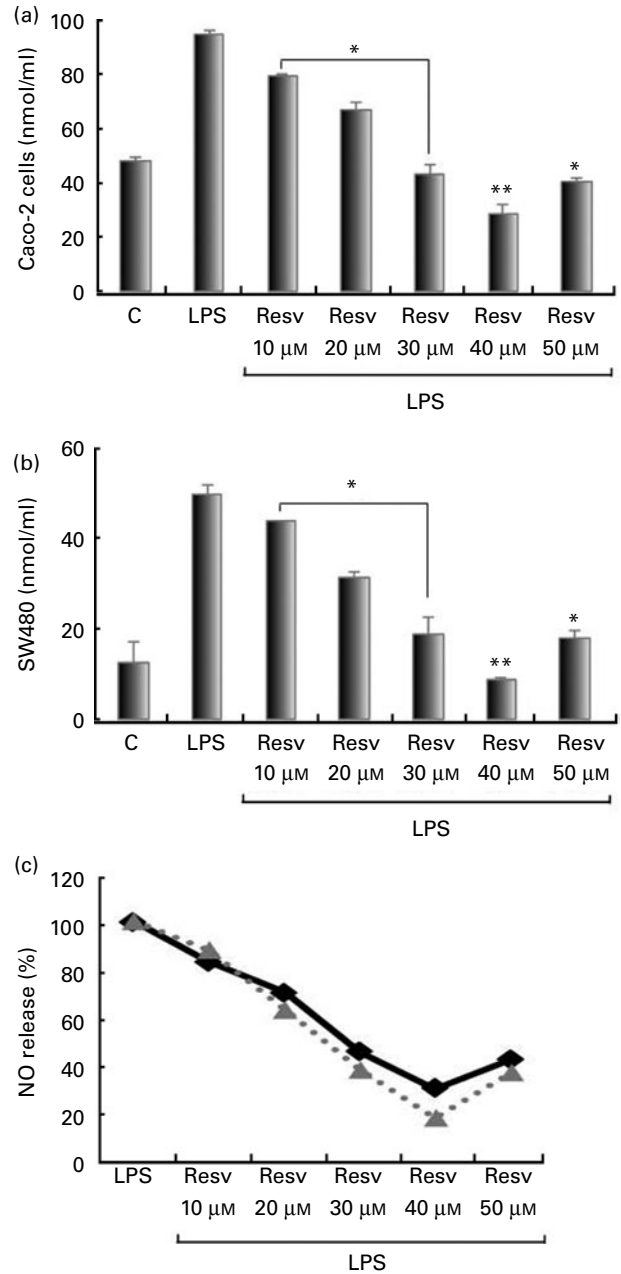 (a)
Caco-2 cells (nmol/ml)
100
80
60
40
20
0
*
**
*
C LPS Resv Resv Resv Resv Resv
10 µM 20 µM 30 µM 40 µM 50 µM
LPS
(b)
SW480 (nmol/ml)
60
40
20
0
*
**
*
C LPS Resv Resv Resv Resv Resv
10 µM 20 µM 30 µM 40 µM 50 µM
LPS
(c)
NO release (%)
120
100
80
60
40
20
0
LPS Resv Resv Resv Resv Resv
10 µM 20 µM 30 µM 40 µM 50 µM
LPS